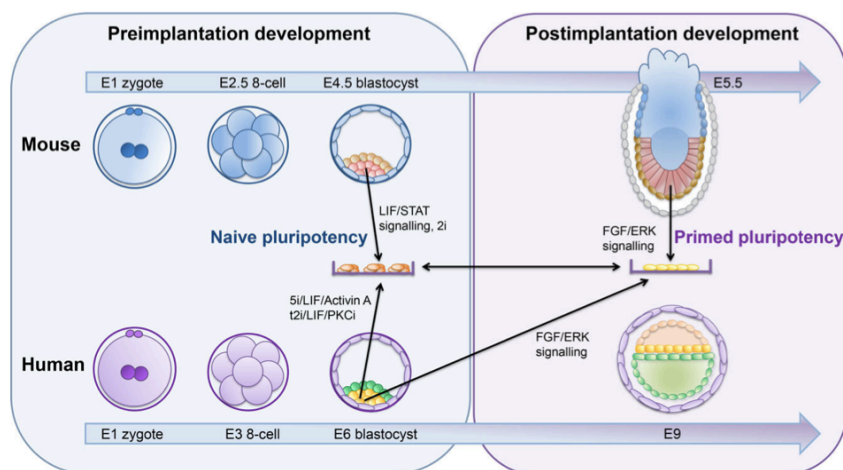 Preimplantation development
Postimplantation development
E1 zygote
E2.5 8-cell
E4.5 blastocyst
E5.5
Mouse
LIF/STAT
signalling, 2i
Naive pluripotency
FGF/ERK
signalling
Primed pluripotency
5i/LIF/Activin A
t2i/LIF/PKCi
FGF/ERK
signalling
Human
E1 zygote
E3 8-cell
E6 blastocyst
E9